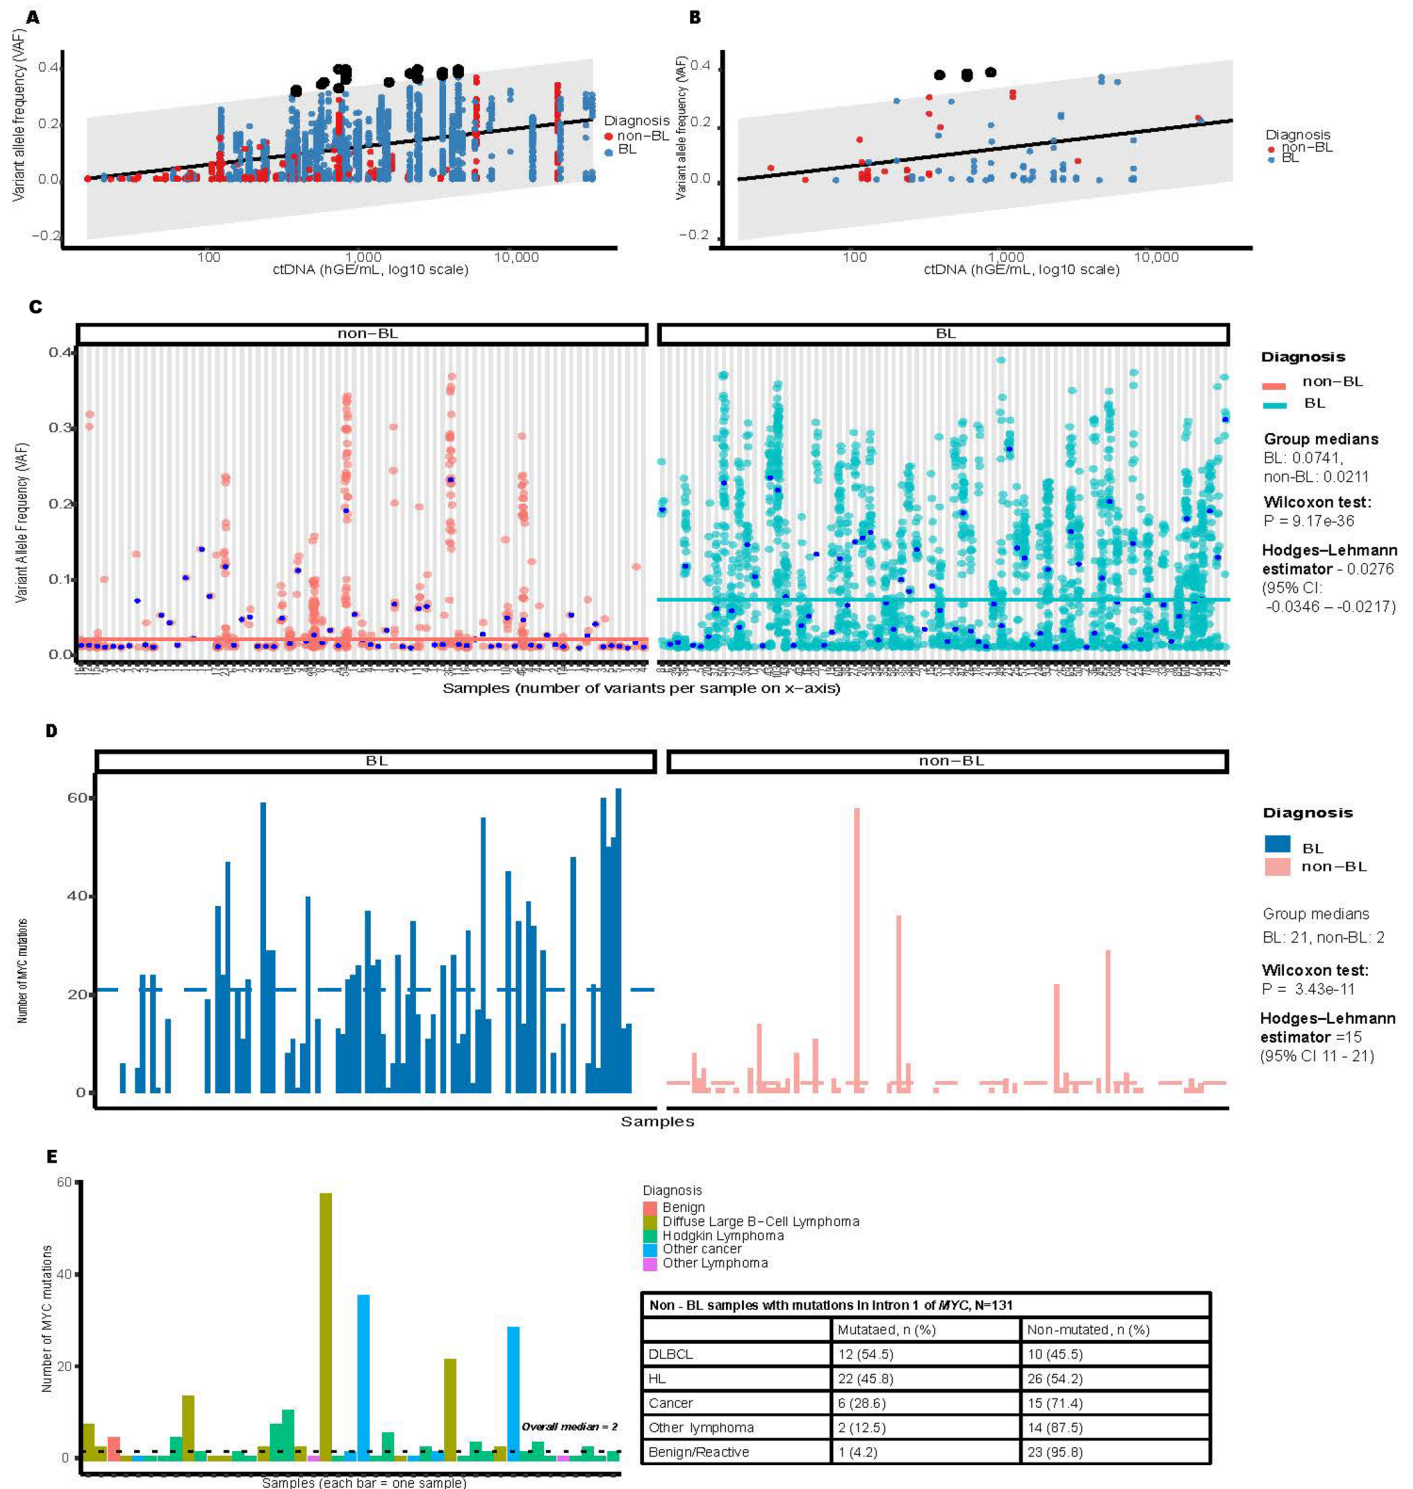 A
Variant allele frequency (VAF)
0.4
0.2
0.0
−0.2
100
1,000
10,000
ctDNA (hGE/mL, log10 scale)
Diagnosis
non−BL
BL
B
Variant allele frequency (VAF)
0.4
0.2
0.0
−0.2
100
1,000
10,000
ctDNA (hGE/mL, log10 scale)
Diagnosis
non−BL
BL
C
non−BL
BL
Variant Allele Frequency (VAF)
0.4
0.3
0.2
0.1
0.0
Samples (number of variants per sample on x−axis)
Diagnosis
non−BL
BL
Group medians
BL: 0.0741,
non-BL: 0.0211
Wilcoxon test:
P = 9.17e-36
Hodges–Lehmann
estimator - 0.0276
(95% CI:
-0.0346 – -0.0217)
D
BL
non−BL
Number of MYC mutations
60
40
20
0
Samples
Diagnosis
BL
non−BL
Group medians
BL: 21, non-BL: 2
Wilcoxon test:
P = 3.43e-11
Hodges–Lehmann
estimator =15
(95% CI 11 - 21)
E
Number of MYC mutations
60
40
20
0
Overall median = 2
Samples (each bar = one sample)
Diagnosis
Benign
Diffuse Large B−Cell Lymphoma
Hodgkin Lymphoma
Other cancer
Other Lymphoma
Non - BL samples with mutations in Intron 1 of MYC, N=131
Mutataed, n (%) Non-mutated, n (%)
DLBCL 12 (54.5) 10 (45.5)
HL 22 (45.8) 26 (54.2)
Cancer 6 (28.6) 15 (71.4)
Other lymphoma 2 (12.5) 14 (87.5)
Benign/Reactive 1 (4.2) 23 (95.8)